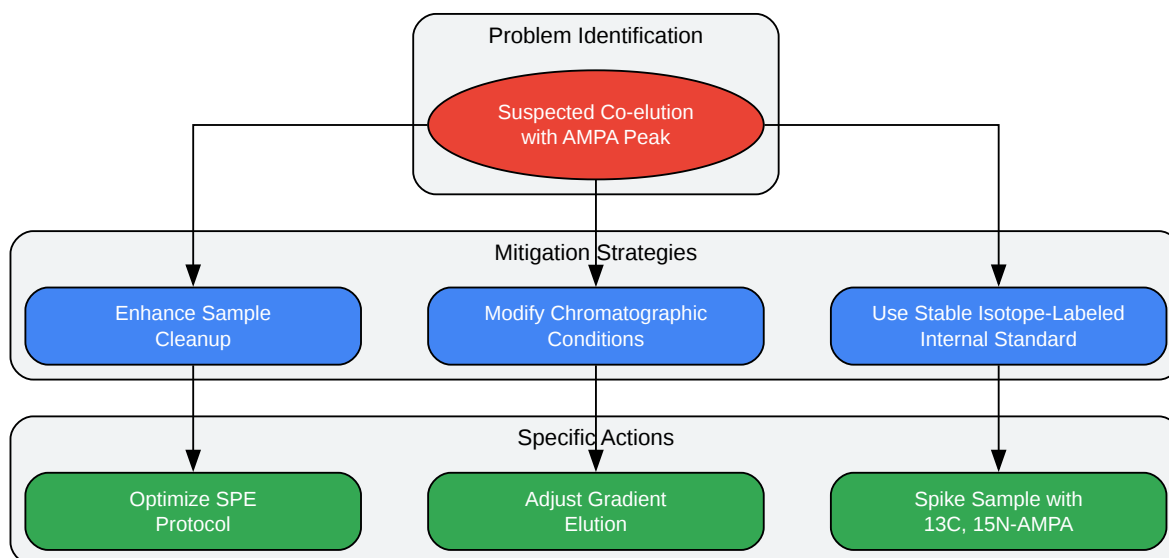 Problem Identification
Suspected Co-elution
with AMPA Peak
Mitigation Strategies
Enhance Sample
Cleanup
Modify Chromatographic
Conditions
Use Stable Isotope-Labeled
Internal Standard
Specific Actions
Optimize SPE
Protocol
Adjust Gradient
Elution
Spike Sample with
13C, 15N-AMPA